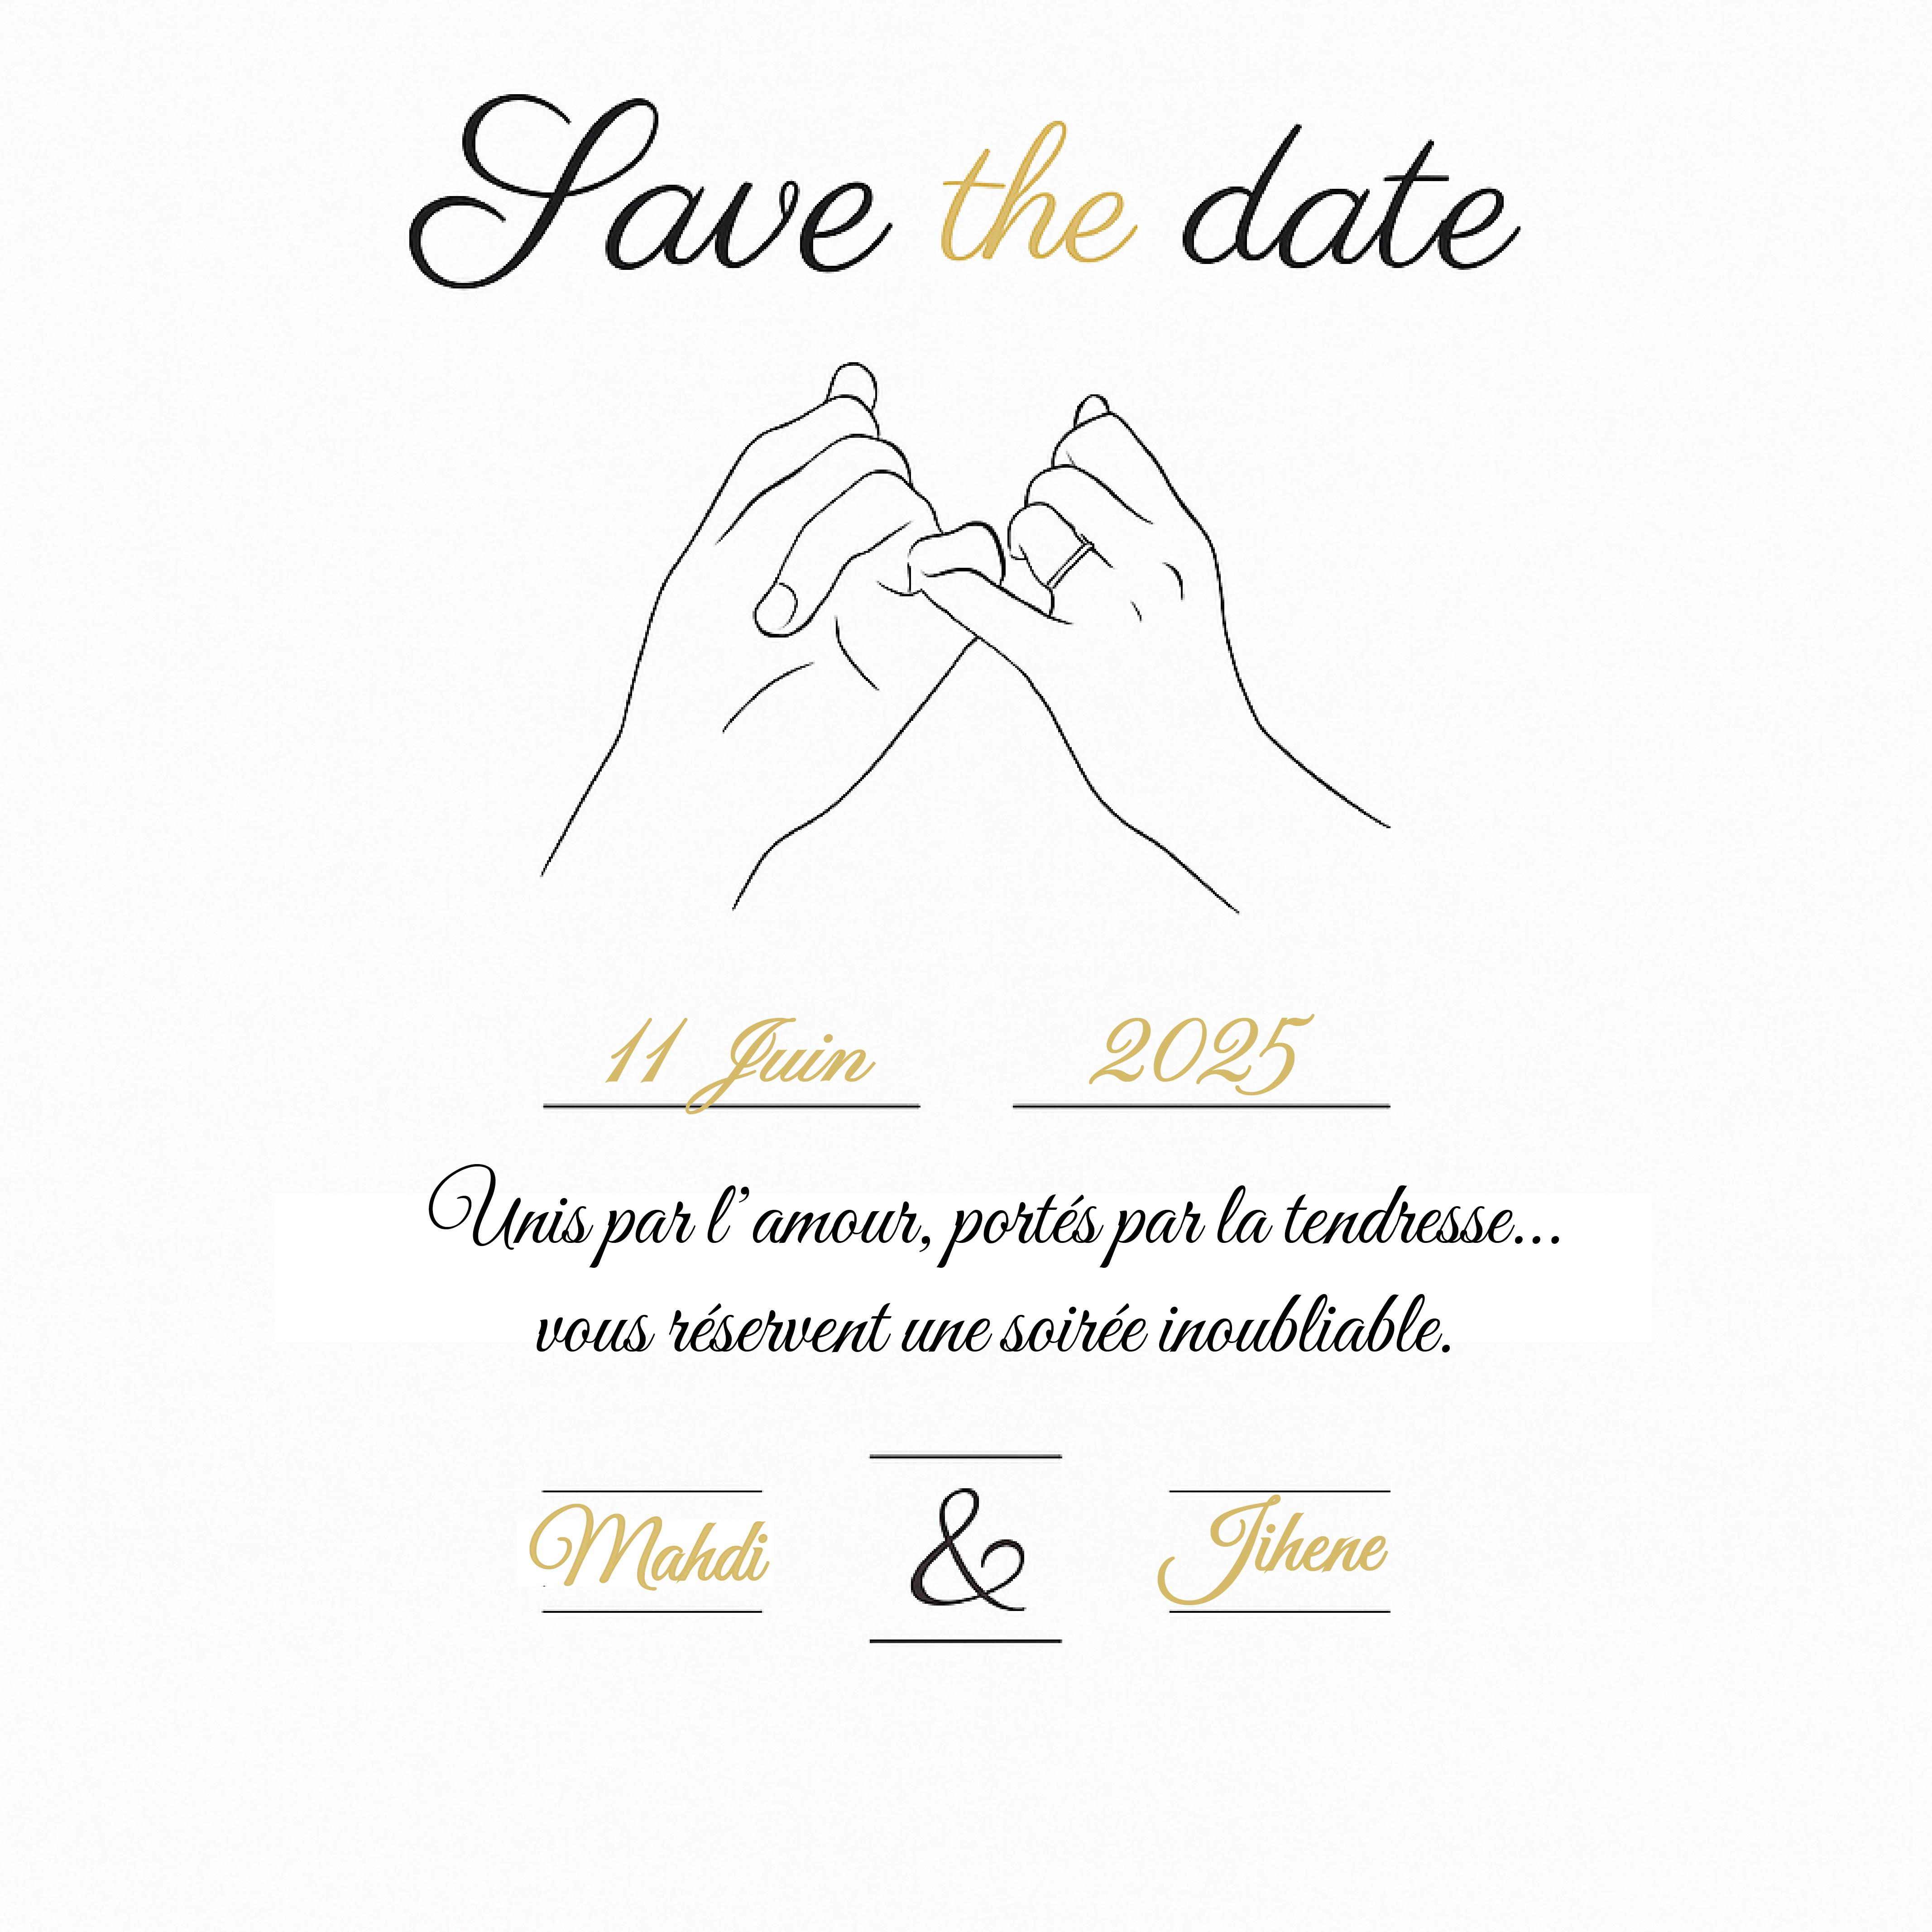 Save the date
11 Juin 2025
Unis par l'amour, portés par la tendresse...
vous réservent une soirée inoubliable.
Mahdi & Jihene